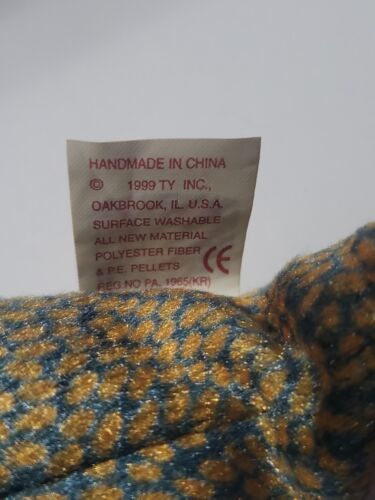 HANDMADE IN CHINA
© 1999 TY INC.,
OAKBROOK, IL. U.S.A.
SURFACE WASHABLE
ALL NEW MATERIAL
POLYESTER FIBER
& P.E. PELLETS CE
REG NO PA. 1965(KR)